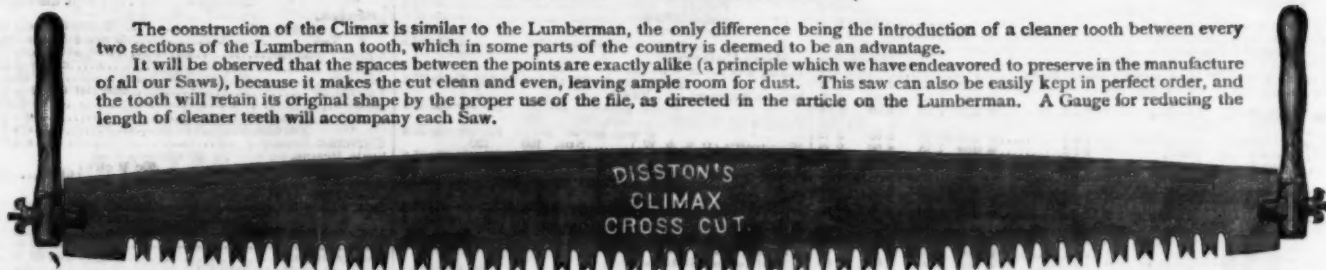 The construction of the Climax is similar to the Lumberman, the only difference being the introduction of a cleaner tooth between every
two sections of the Lumberman tooth, which in some parts of the country is deemed to be an advantage.
It will be observed that the spaces between the points are exactly alike (a principle which we have endeavored to preserve in the manufacture
of all our Saws), because it makes the cut clean and even, leaving ample room for dust. This saw can also be easily kept in perfect order, and
the tooth will retain its original shape by the proper use of the file, as directed in the article on the Lumberman. A Gauge for reducing the
length of cleaner teeth will accompany each Saw.
DISSTON'S
CLIMAX
CROSS CUT.